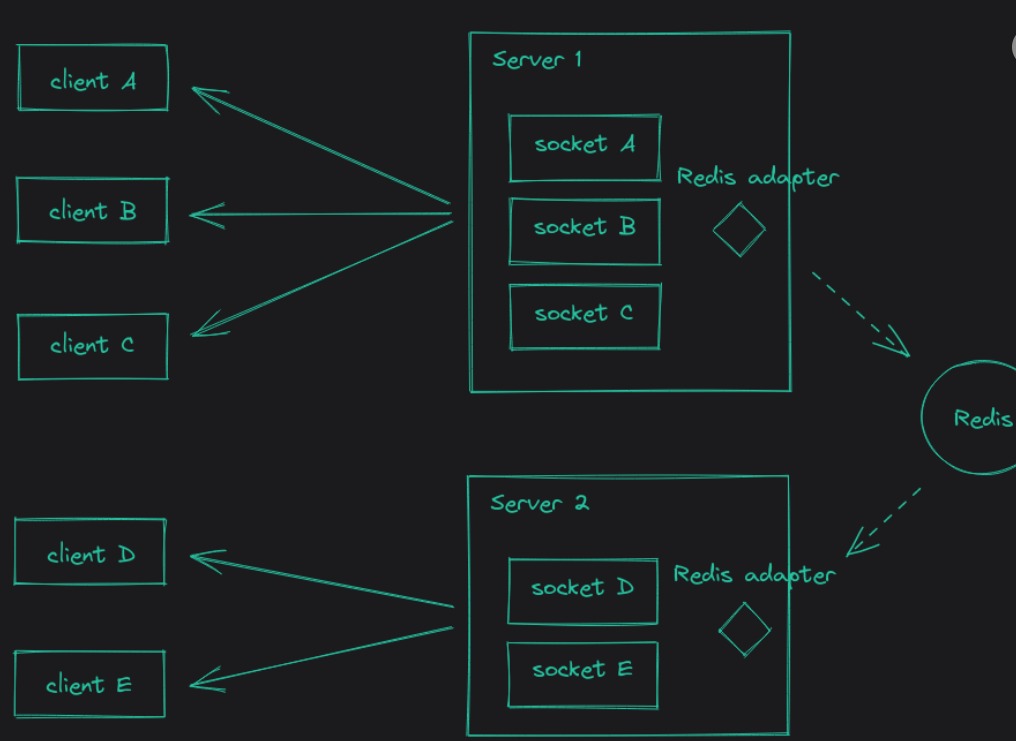 client A
client B
client C
Server 1
socket A
socket B
socket C
Redis adapter
Redis
client D
client E
Server 2
socket D
socket E
Redis adapter